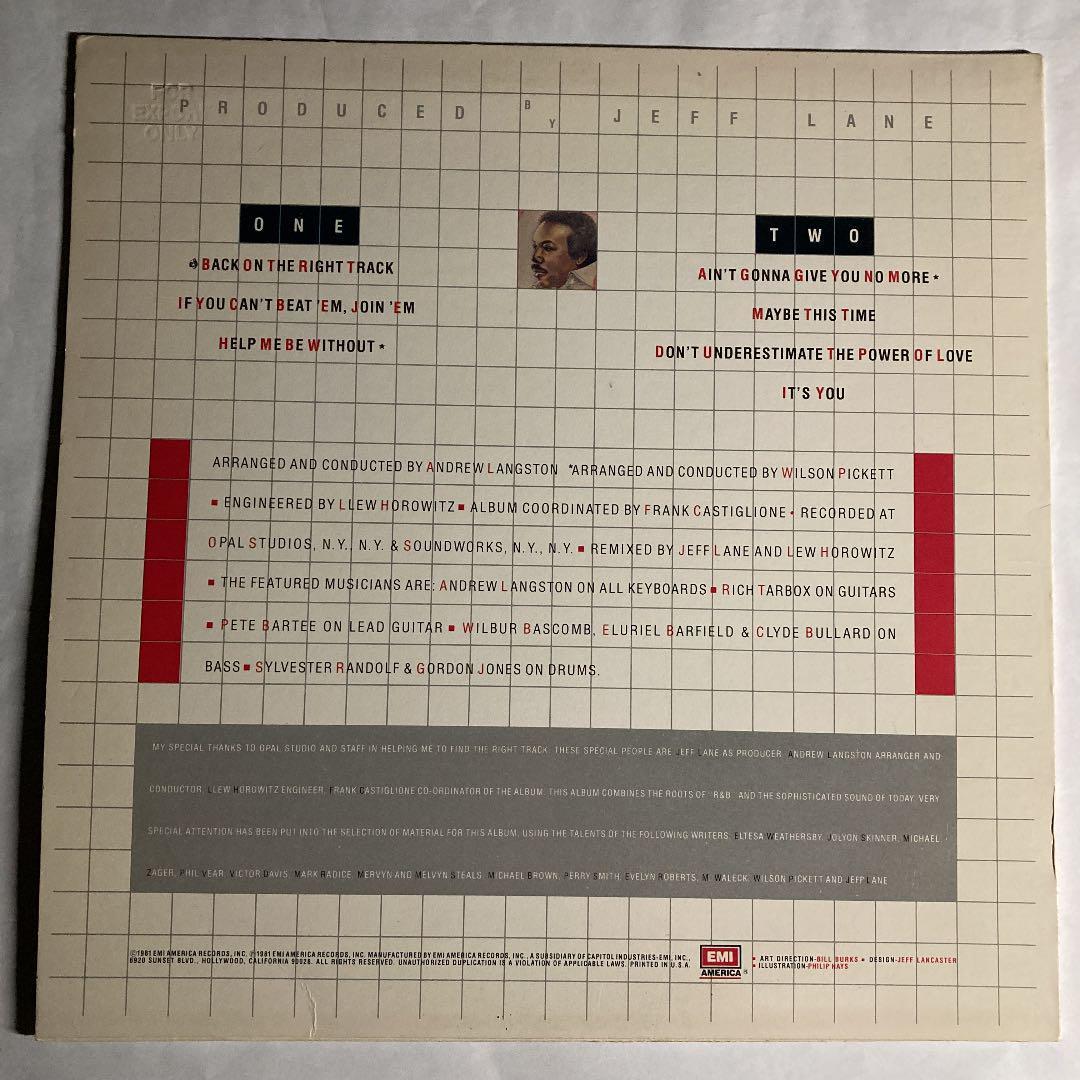 FOR
EXPORT
ONLY
PRODUCED BY JEFF LANE
ONE
BACK ON THE RIGHT TRACK
IF YOU CAN'T BEAT 'EM, JOIN 'EM
HELP ME BE WITHOUT *
TWO
AIN'T GONNA GIVE YOU NO MORE *
MAYBE THIS TIME
DON'T UNDERESTIMATE THE POWER OF LOVE
IT'S YOU
ARRANGED AND CONDUCTED BY ANDREW LANGSTON *ARRANGED AND CONDUCTED BY WILSON PICKETT
■ ENGINEERED BY LLEW HOROWITZ ■ ALBUM COORDINATED BY FRANK CASTIGLIONE • RECORDED AT
OPAL STUDIOS, N.Y., N.Y. & SOUNDWORKS, N.Y., N.Y. ■ REMIXED BY JEFF LANE AND LEW HOROWITZ
■ THE FEATURED MUSICIANS ARE: ANDREW LANGSTON ON ALL KEYBOARDS ■ RICH TARBOX ON GUITARS
■ PETE BARTEE ON LEAD GUITAR ■ WILBUR BASCOMB, ELURIEL BARFIELD & CLYDE BULLARD ON
BASS ■ SYLVESTER RANDOLF & GORDON JONES ON DRUMS.
MY SPECIAL THANKS TO OPAL STUDIO AND STAFF IN HELPING ME TO FIND THE RIGHT TRACK. THESE SPECIAL PEOPLE ARE JEFF LANE AS PRODUCER, ANDREW LANGSTON ARRANGER AND
CONDUCTOR, LLEW HOROWITZ ENGINEER, FRANK CASTIGLIONE CO-ORDINATOR OF THE ALBUM. THIS ALBUM COMBINES THE ROOTS OF "R&B" AND THE SOPHISTICATED SOUND OF TODAY. VERY
SPECIAL ATTENTION HAS BEEN PUT INTO THE SELECTION OF MATERIAL FOR THIS ALBUM, USING THE TALENTS OF THE FOLLOWING WRITERS: ELTESA WEATHERSBY, JOLYON SKINNER, MICHAEL
ZAGER, PHIL YEAR, VICTOR DAVIS, MARK RADICE, MERVYN AND MELVYN STEALS, MICHAEL BROWN, PERRY SMITH, EVELYN ROBERTS, M. WALECK, WILSON PICKETT AND JEFF LANE
©1981 EMI AMERICA RECORDS, INC. ℗1981 EMI AMERICA RECORDS, INC. MANUFACTURED BY EMI AMERICA RECORDS, INC., A SUBSIDIARY OF CAPITOL INDUSTRIES-EMI, INC.,
6920 SUNSET BLVD., HOLLYWOOD, CALIFORNIA 90028. ALL RIGHTS RESERVED. UNAUTHORIZED DUPLICATION IS A VIOLATION OF APPLICABLE LAWS. PRINTED IN U.S.A.
EMI
AMERICA®
■ ART DIRECTION-BILL BURKS ■ DESIGN-JEFF LANCASTER
■ ILLUSTRATION-PHILIP HAYS